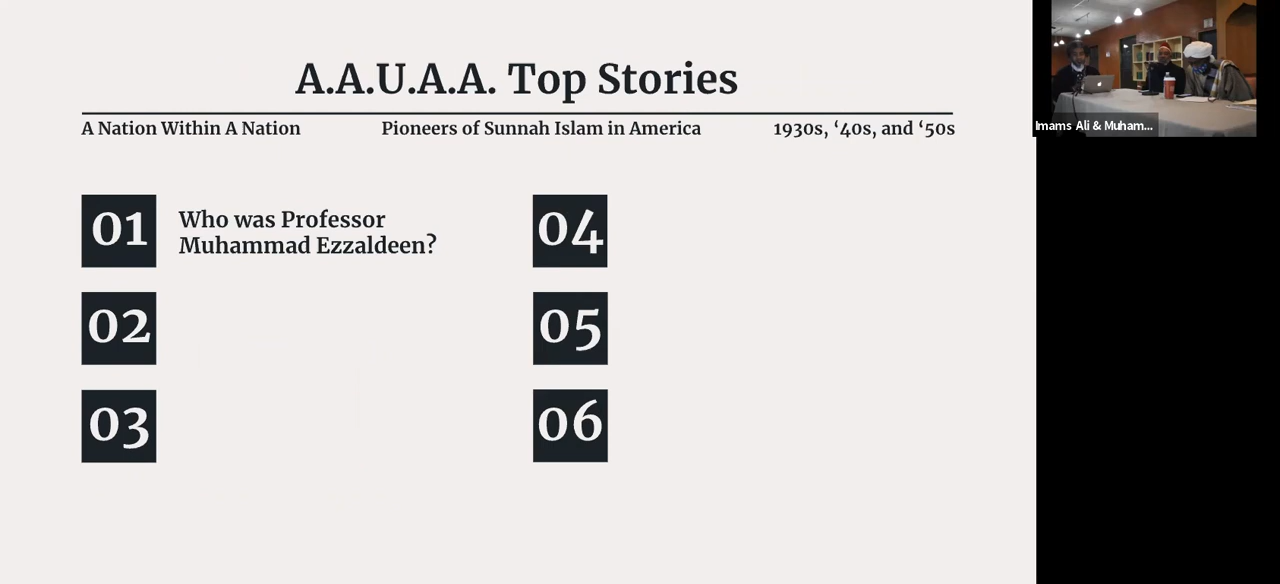 A.A.U.A.A. Top Stories
A Nation Within A Nation
Pioneers of Sunnah Islam in America
1930s, ‘40s, and ‘50s
01
Who was Professor
Muhammad Ezzaldeen?
02
03
04
05
06
Imams Ali & Muham...